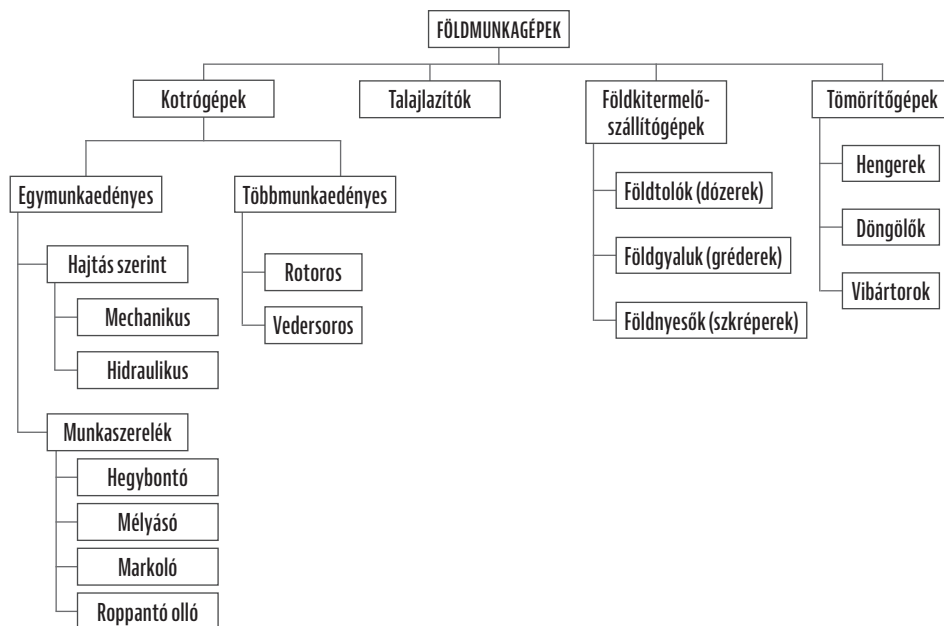 FÖLDMUNKAGÉPEK
Kotrógépek
Talajlazítók
Földkitermelő-
szállítógépek
Tömörítőgépek
Egymunkaedényes
Többmunkaedényes
Hajtás szerint
Mechanikus
Hidraulikus
Munkaszerelék
Hegybontó
Mélyásó
Markoló
Roppantó olló
Rotoros
Vedersoros
Földtolók (dózerek)
Földgyaluk (gréderek)
Földnyesők (szkréperek)
Hengerek
Döngölők
Vibártorok